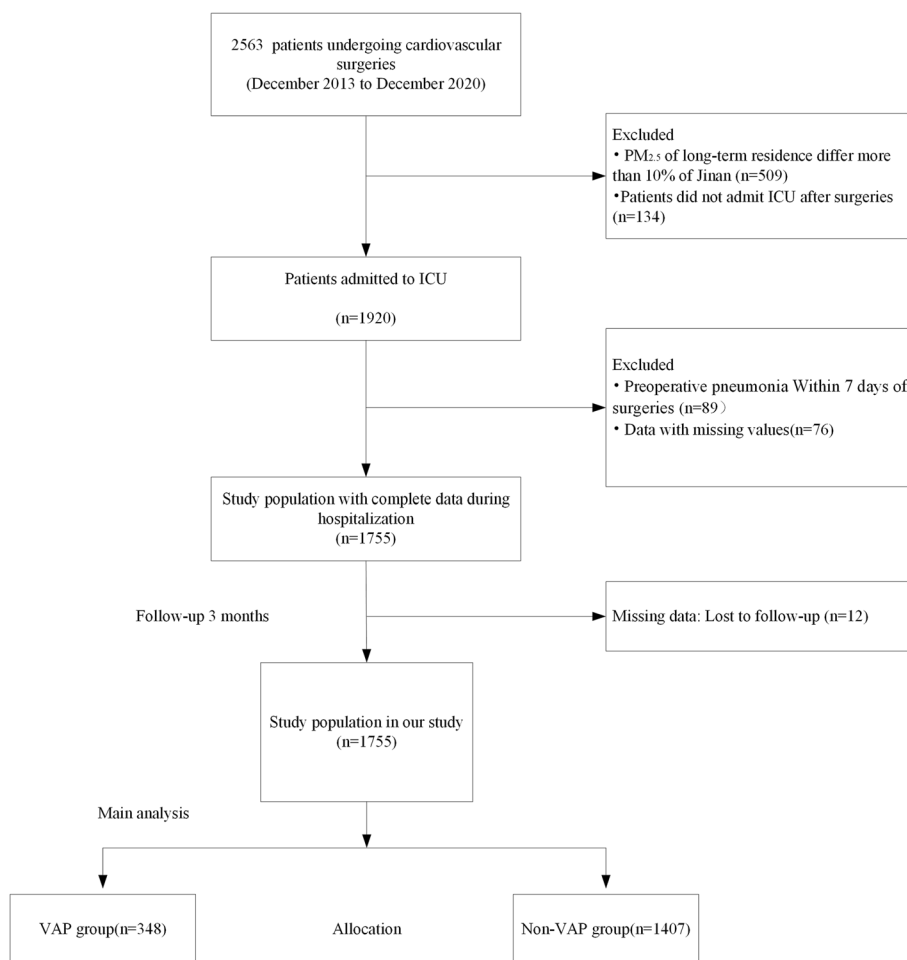 2563 patients undergoing cardiovascular
surgeries
(December 2013 to December 2020)
Excluded
• PM2.5 of long-term residence differ more
than 10% of Jinan (n=509)
•Patients did not admit ICU after surgeries
(n=134)
Patients admitted to ICU
(n=1920)
Excluded
• Preoperative pneumonia Within 7 days of
surgeries (n=89）
• Data with missing values(n=76)
Study population with complete data during
hospitalization
(n=1755)
Follow-up 3 months
Missing data: Lost to follow-up (n=12)
Study population in our study
(n=1755)
Main analysis
VAP group(n=348)
Allocation
Non-VAP group(n=1407)